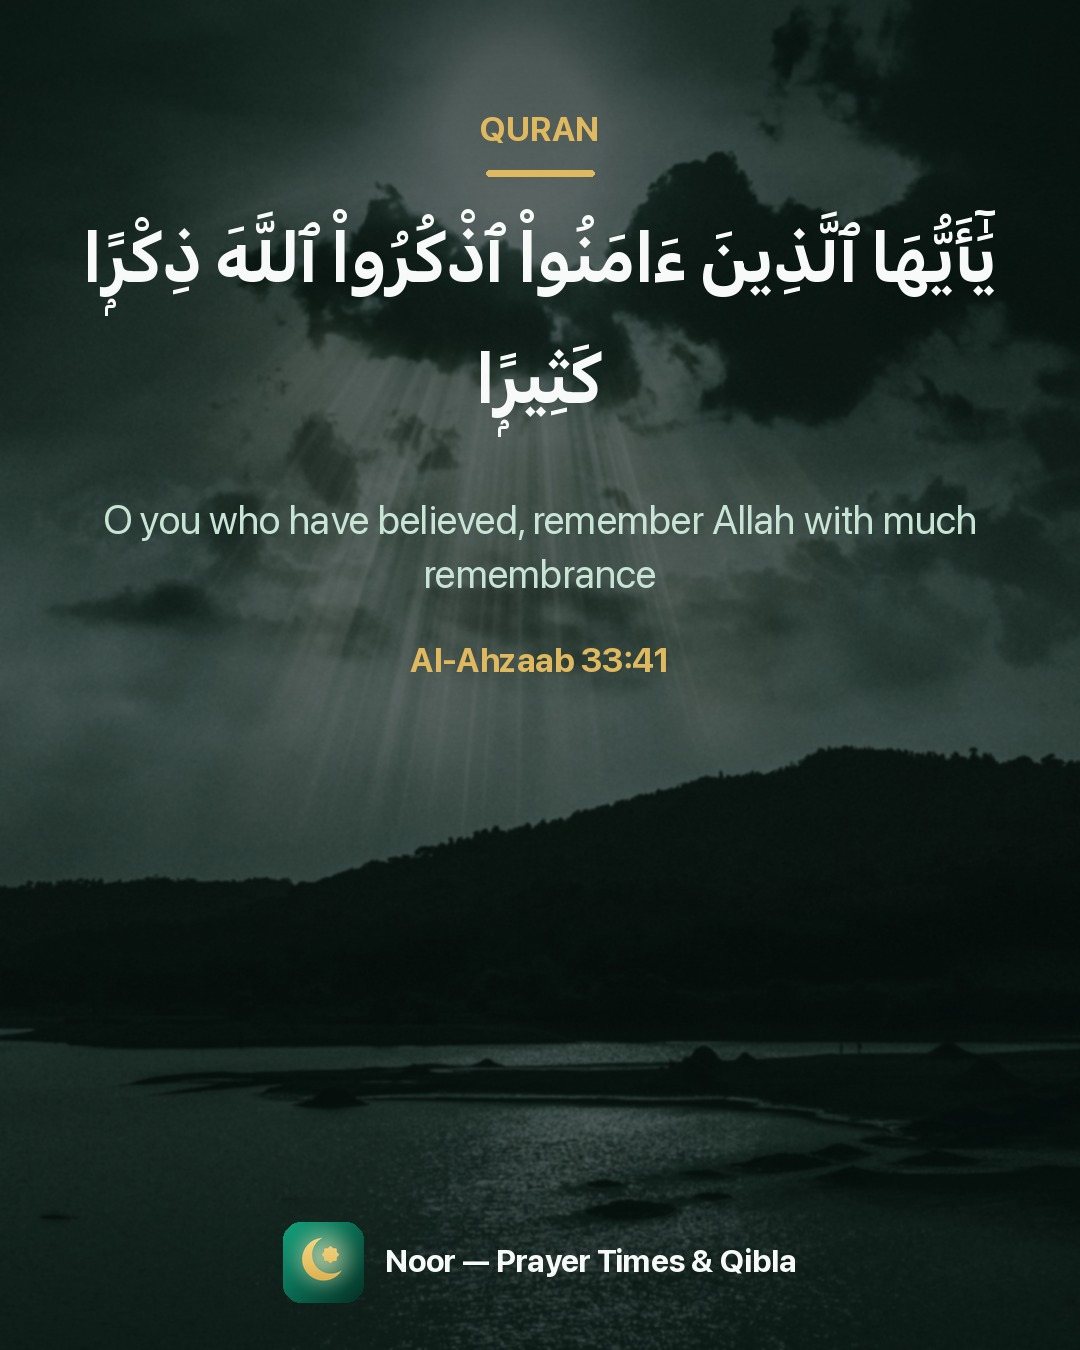 QURAN
يَٰٓأَيُّهَا ٱلَّذِينَ ءَامَنُوا۟ ٱذْكُرُوا۟ ٱللَّهَ ذِكْرًۭا
كَثِيرًۭا
O you who have believed, remember Allah with much
remembrance
Al-Ahzaab 33:41
Noor — Prayer Times & Qibla